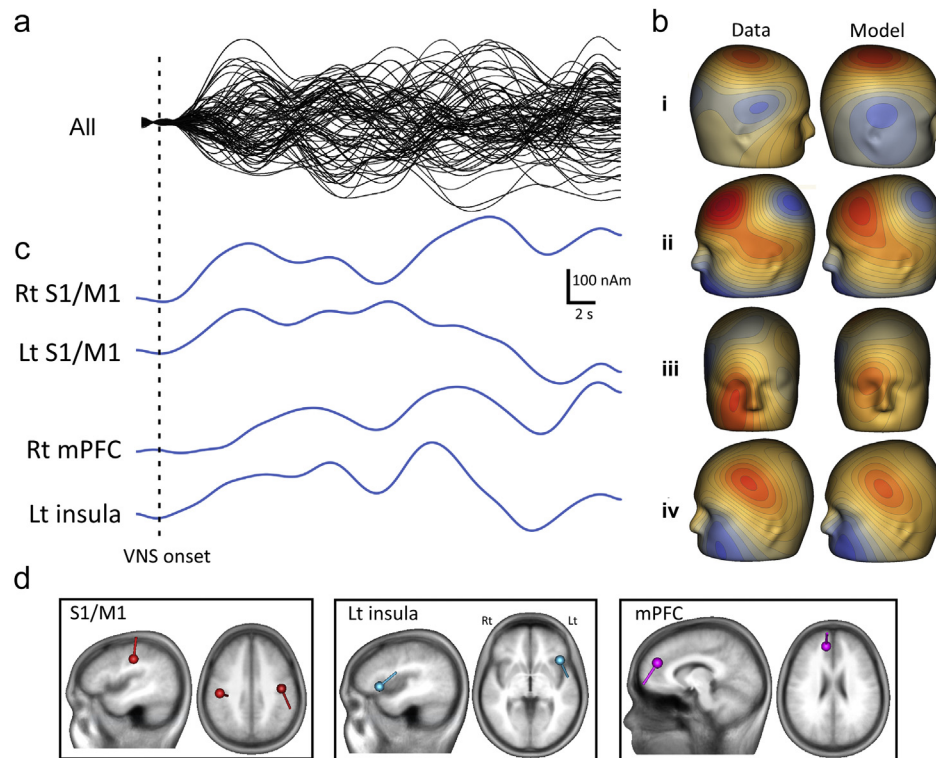 a
b
Data
Model
All
i
ii
c
100 nAm
2 s
Rt S1/M1
Lt S1/M1
iii
Rt mPFC
Lt insula
iv
VNS onset
d
S1/M1
Lt insula
Rt
Lt
mPFC